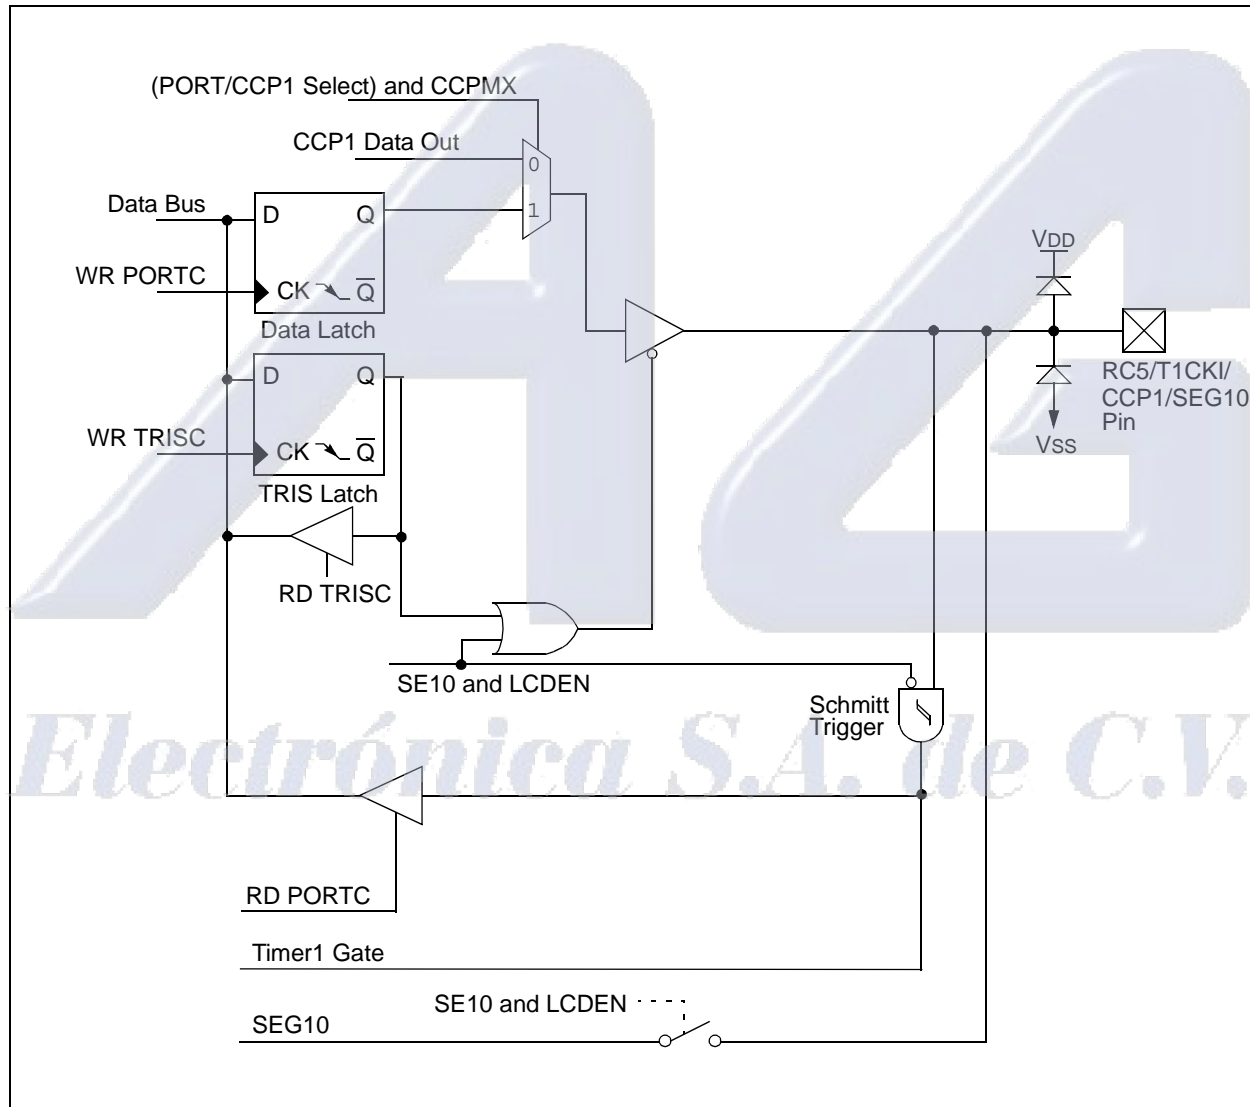 (PORT/CCP1 Select) and CCPMX
CCP1 Data Out
0
Data Bus
D
Q
1
VDD
WR PORTC
CK
Q
Data Latch
D
Q
RC5/T1CKI/
CCP1/SEG10
Pin
WR TRISC
CK
Q
VSS
TRIS Latch
RD TRISC
SE10 and LCDEN
Schmitt
Trigger
Electrónica S.A. de C.V.
RD PORTC
Timer1 Gate
SE10 and LCDEN
SEG10